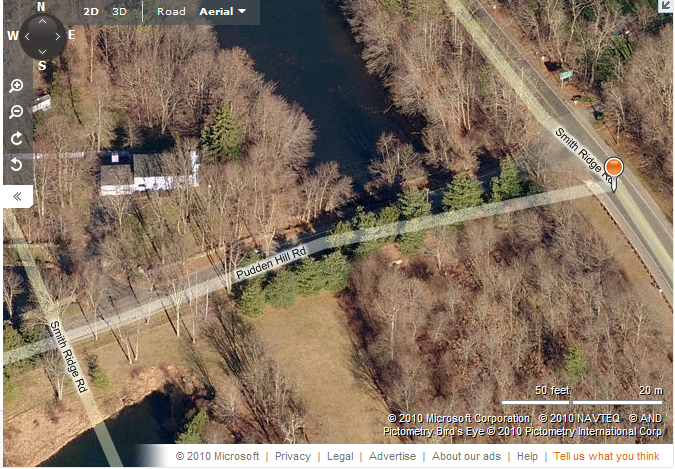 N
2D 3D Road Aerial
W E
S
Smith Ridge Rd
Pudden Hill Rd
Smith Ridge Rd
50 feet 20 m
© 2010 Microsoft Corporation © 2010 NAVTEQ © AND
Pictometry Bird's Eye © 2010 Pictometry International Corp
© 2010 Microsoft | Privacy | Legal | Advertise | About our ads | Help | Tell us what you think